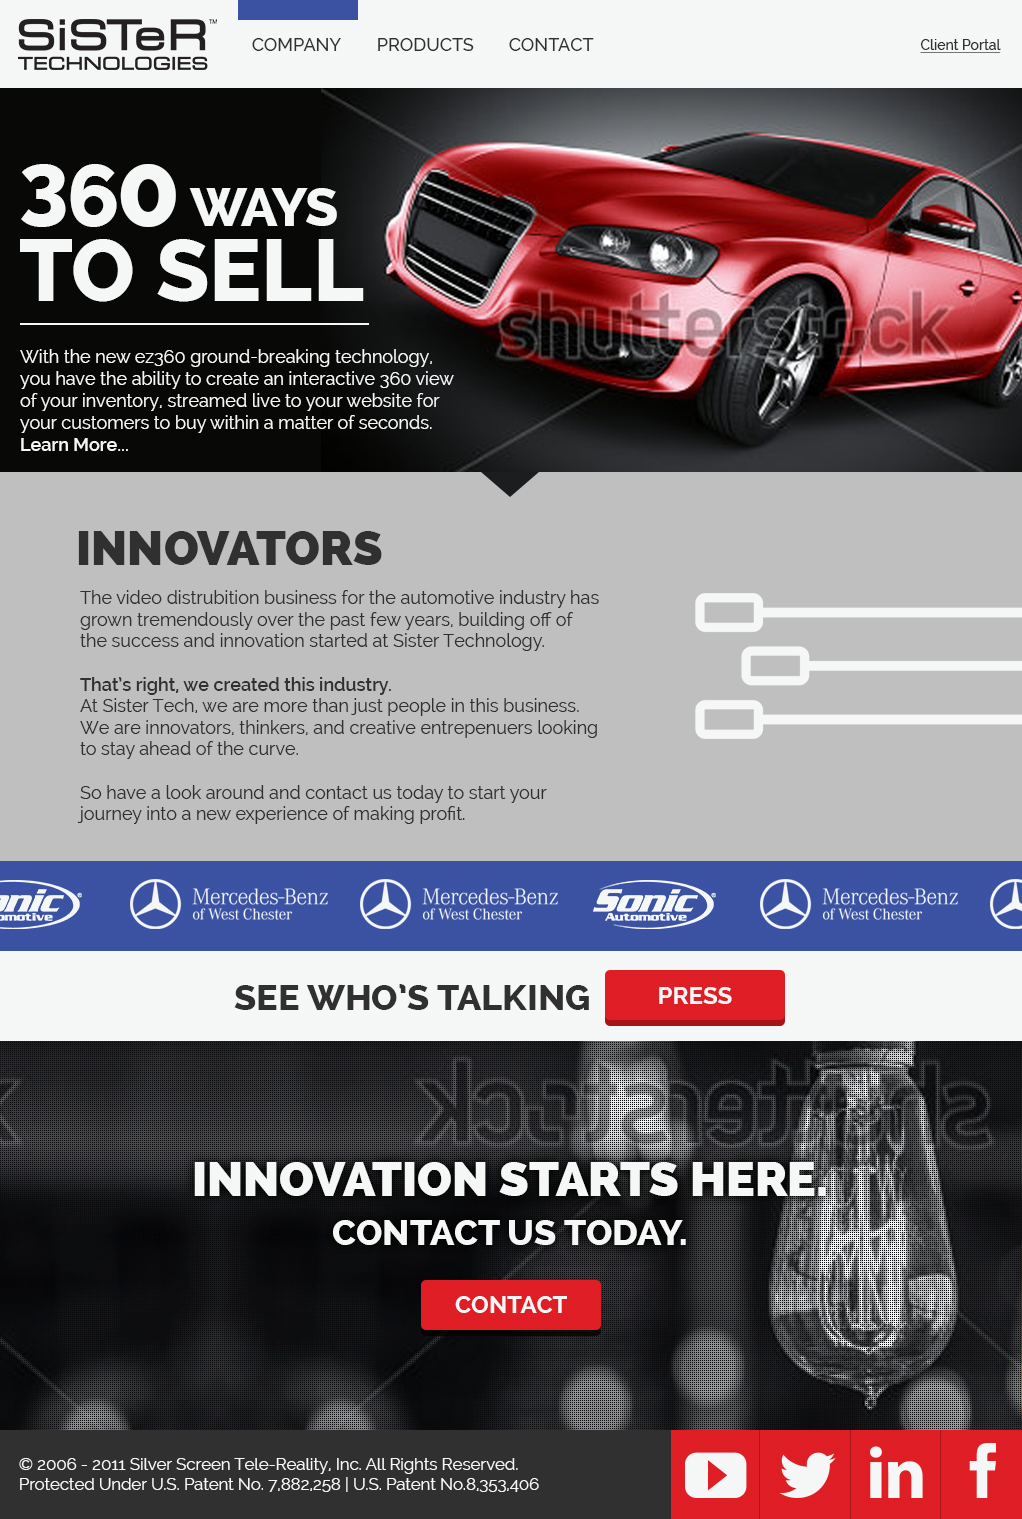 SiSTeR™
TECHNOLOGIES
COMPANY PRODUCTS CONTACT
Client Portal
360 WAYS
TO SELL
With the new ez360 ground-breaking technology,
you have the ability to create an interactive 360 view
of your inventory, streamed live to your website for
your customers to buy within a matter of seconds.
Learn More...
shutterstock
INNOVATORS
The video distrubition business for the automotive industry has
grown tremendously over the past few years, building off of
the success and innovation started at Sister Technology.
That's right, we created this industry.
At Sister Tech, we are more than just people in this business.
We are innovators, thinkers, and creative entrepenuers looking
to stay ahead of the curve.
So have a look around and contact us today to start your
journey into a new experience of making profit.
onic
omotive
Mercedes-Benz
of West Chester
Mercedes-Benz
of West Chester
Sonic
Automotive
Mercedes-Benz
of West Chester
SEE WHO'S TALKING
PRESS
shutterstock
INNOVATION STARTS HERE.
CONTACT US TODAY.
CONTACT
© 2006 - 2011 Silver Screen Tele-Reality, Inc. All Rights Reserved.
Protected Under U.S. Patent No. 7,882,258 | U.S. Patent No.8,353,406
in
f